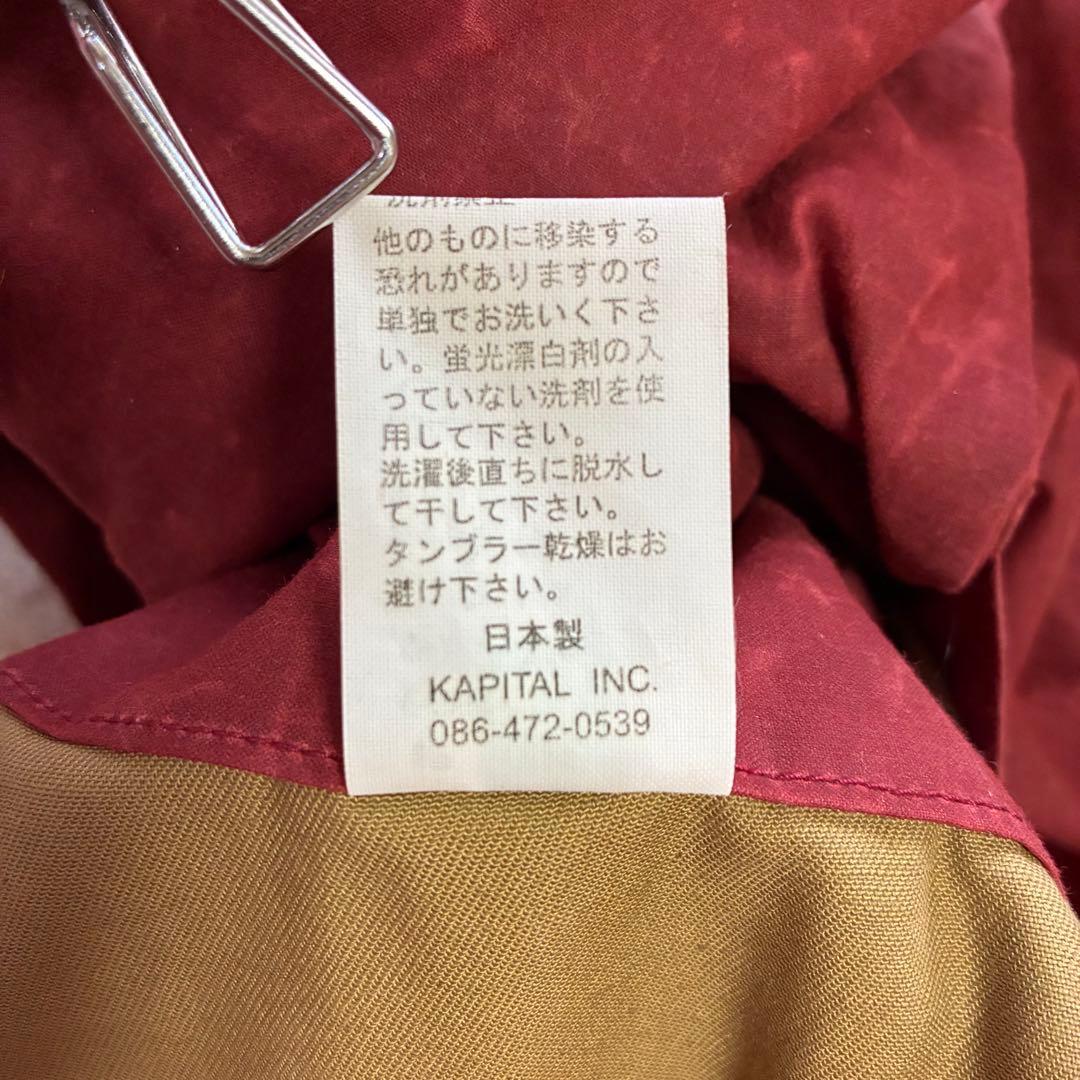 他のものに移染する
恐れがありますので
単独でお洗いく下さ
い。蛍光漂白剤の入
っていない洗剤を使
用して下さい。
洗濯後直ちに脱水し
て干して下さい。
タンブラー乾燥はお
避け下さい。
日本製
KAPITAL INC.
086-472-0539